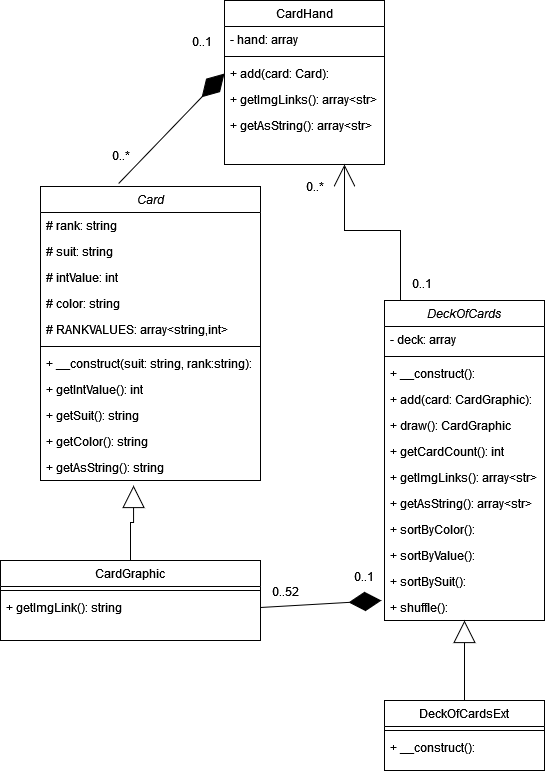 CardHand
- hand: array
+ add(card: Card):
+ getImgLinks(): array<str>
+ getAsString(): array<str>
0..1
0..*
Card
# rank: string
# suit: string
# intValue: int
# color: string
# RANKVALUES: array<string,int>
+ __construct(suit: string, rank:string):
+ getIntValue(): int
+ getSuit(): string
+ getColor(): string
+ getAsString(): string
0..*
0..1
DeckOfCards
- deck: array
+ __construct():
+ add(card: CardGraphic):
+ draw(): CardGraphic
+ getCardCount(): int
+ getImgLinks(): array<str>
+ getAsString(): array<str>
+ sortByColor():
+ sortByValue():
+ sortBySuit():
+ shuffle():
CardGraphic
+ getImgLink(): string
0..52
0..1
DeckOfCardsExt
+ __construct():